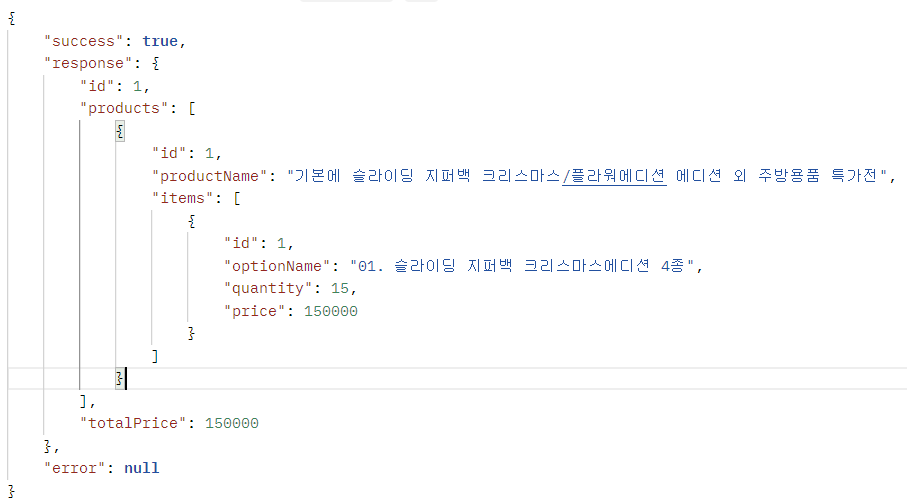 {
"success": true,
"response": {
"id": 1,
"products": [
{
"id": 1,
"productName": "기본에 슬라이딩 지퍼백 크리스마스/플라워에디션 에디션 외 주방용품 특가전",
"items": [
{
"id": 1,
"optionName": "01. 슬라이딩 지퍼백 크리스마스에디션 4종",
"quantity": 15,
"price": 150000
}
]
}
],
"totalPrice": 150000
},
"error": null
}